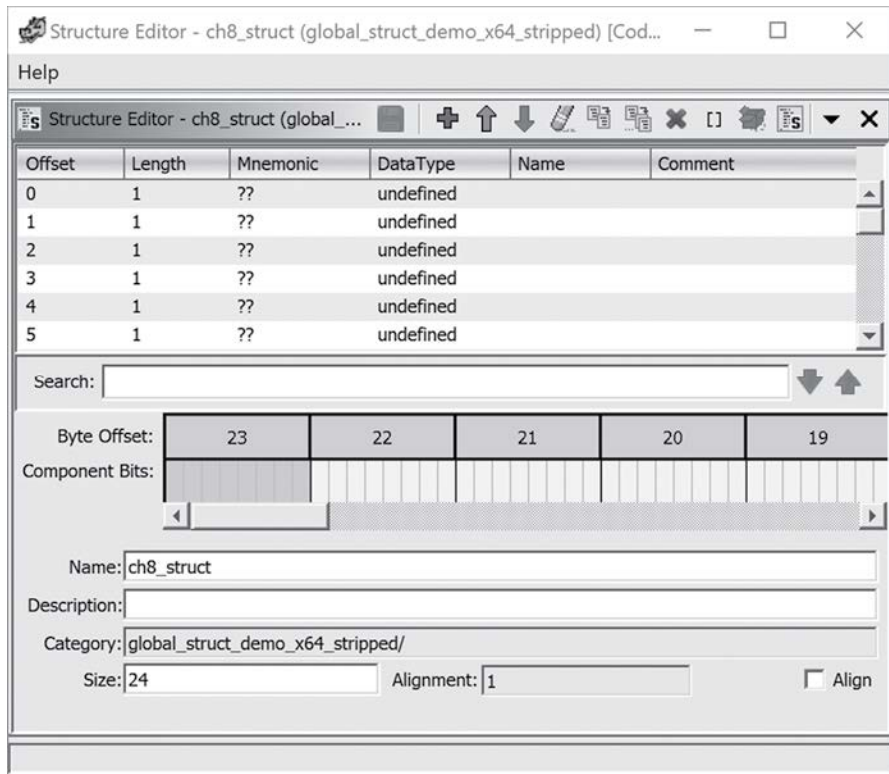 Structure Editor - ch8_struct (global_struct_demo_x64_stripped) [Cod...
Help
Structure Editor - ch8_struct (global_...
Offset Length Mnemonic DataType Name Comment
0 1 ?? undefined
1 1 ?? undefined
2 1 ?? undefined
3 1 ?? undefined
4 1 ?? undefined
5 1 ?? undefined
Search:
Byte Offset: 23 22 21 20 19
Component Bits:
Name: ch8_struct
Description:
Category: global_struct_demo_x64_stripped/
Size: 24 Alignment: 1 Align